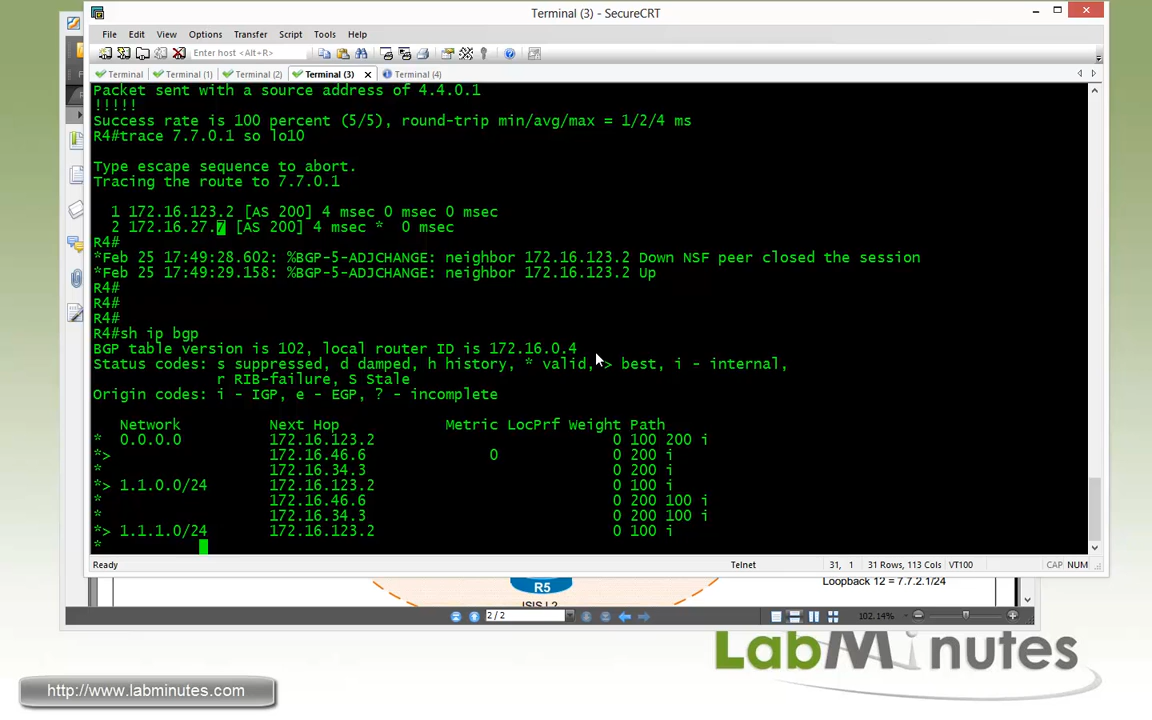 Terminal (3) - SecureCRT
File Edit View Options Transfer Script Tools Help
Enter host <Alt+R>
Terminal Terminal (1) Terminal (2) Terminal (3) Terminal (4)
Packet sent with a source address of 4.4.0.1
!!!!!
Success rate is 100 percent (5/5), round-trip min/avg/max = 1/2/4 ms
R4#trace 7.7.0.1 so lo10
Type escape sequence to abort.
Tracing the route to 7.7.0.1
1 172.16.123.2 [AS 200] 4 msec 0 msec 0 msec
2 172.16.27.7 [AS 200] 4 msec * 0 msec
R4#
*Feb 25 17:49:28.602: %BGP-5-ADJCHANGE: neighbor 172.16.123.2 Down NSF peer closed the session
*Feb 25 17:49:29.158: %BGP-5-ADJCHANGE: neighbor 172.16.123.2 Up
R4#
R4#
R4#
R4#sh ip bgp
BGP table version is 102, local router ID is 172.16.0.4
Status codes: s suppressed, d damped, h history, * valid, > best, i - internal,
r RIB-failure, S Stale
Origin codes: i - IGP, e - EGP, ? - incomplete
Network Next Hop Metric LocPrf Weight Path
* 0.0.0.0 172.16.123.2 0 100 200 i
*> 172.16.46.6 0 0 200 i
* 172.16.34.3 0 200 i
*> 1.1.0.0/24 172.16.123.2 0 100 i
* 172.16.46.6 0 200 100 i
* 172.16.34.3 0 200 100 i
*> 1.1.1.0/24 172.16.123.2 0 100 i
*
Ready Telnet 31, 1 31 Rows, 113 Cols VT100 CAP NUM
R5
Loopback 12 = 7.7.2.1/24
ISIS L2
2 / 2 102.14%
LabMinutes
http://www.labminutes.com